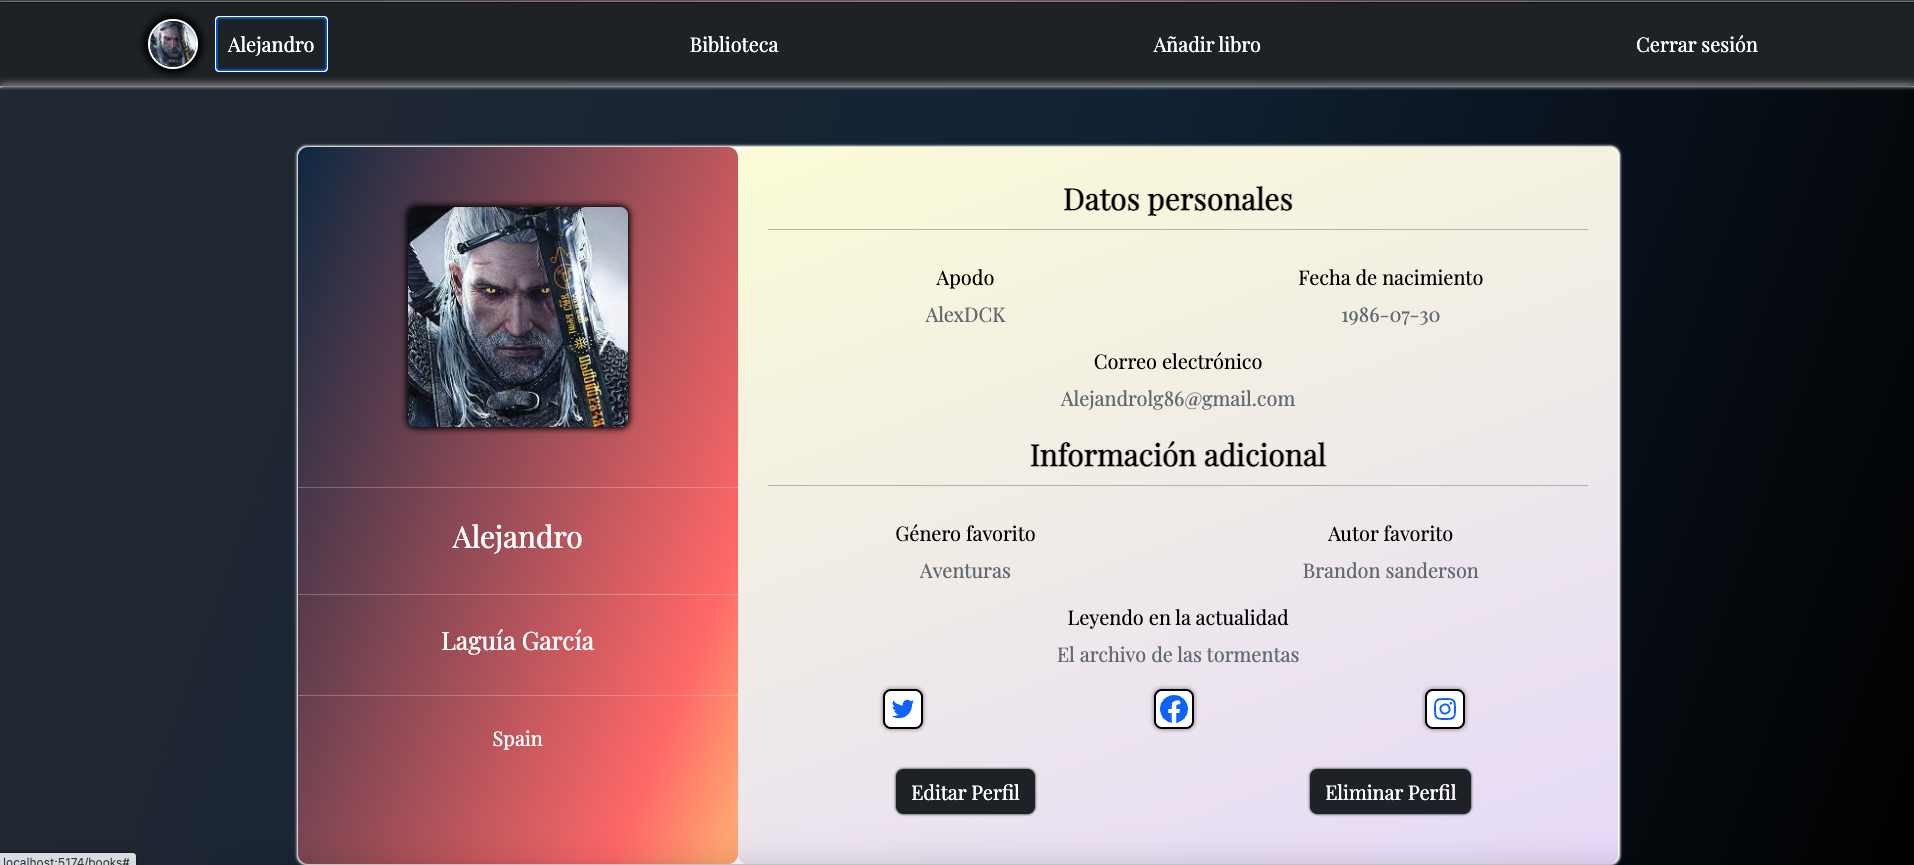 Alejandro
Biblioteca
Añadir libro
Cerrar sesión
Alejandro
Laguía García
Spain
Datos personales
Apodo
AlexDCK
Fecha de nacimiento
1986-07-30
Correo electrónico
Alejandrolg86@gmail.com
Información adicional
Género favorito
Aventuras
Autor favorito
Brandon sanderson
Leyendo en la actualidad
El archivo de las tormentas
Editar Perfil
Eliminar Perfil
localhost:5174/books#